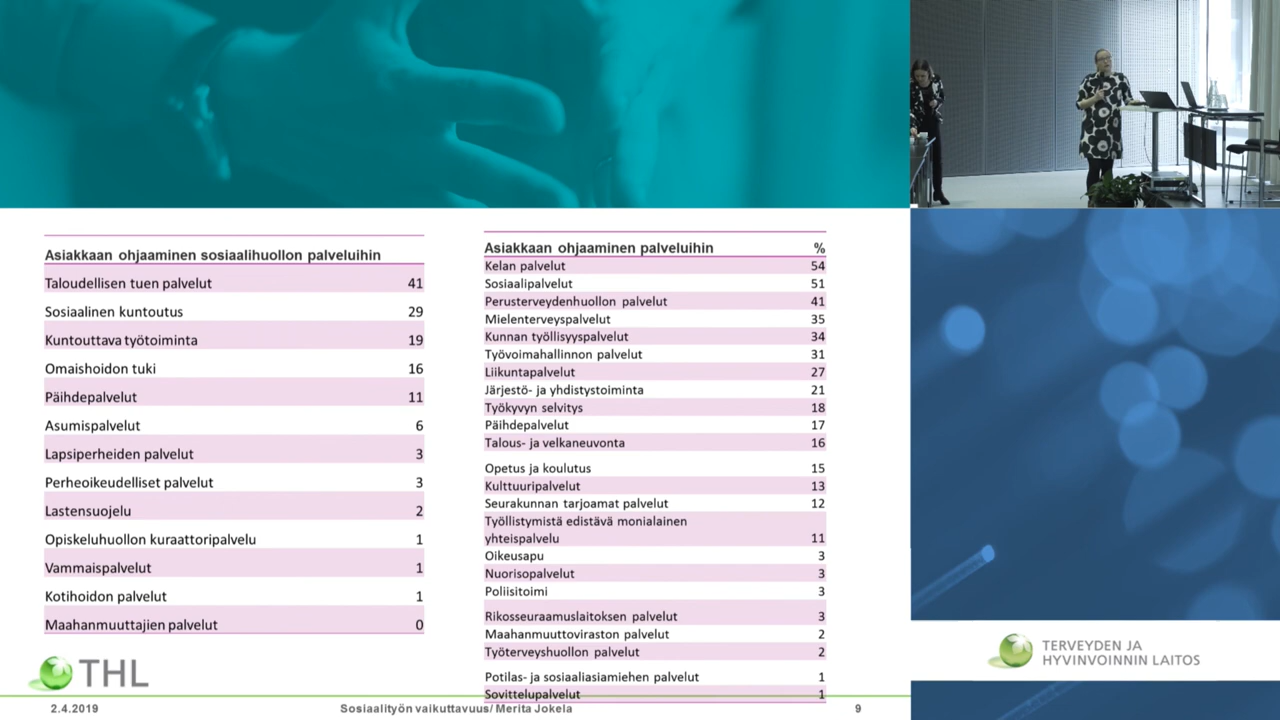 Asiakkaan ohjaaminen sosiaalihuollon palveluihin
Taloudellisen tuen palvelut 41
Sosiaalinen kuntoutus 29
Kuntouttava työtoiminta 19
Omaishoidon tuki 16
Päihdepalvelut 11
Asumispalvelut 6
Lapsiperheiden palvelut 3
Perheoikeudelliset palvelut 3
Lastensuojelu 2
Opiskeluhuollon kuraattoripalvelu 1
Vammaispalvelut 1
Kotihoidon palvelut 1
Maahanmuuttajien palvelut 0
Asiakkaan ohjaaminen palveluihin %
Kelan palvelut 54
Sosiaalipalvelut 51
Perusterveydenhuollon palvelut 41
Mielenterveyspalvelut 35
Kunnan työllisyyspalvelut 34
Työvoimahallinnon palvelut 31
Liikuntapalvelut 27
Järjestö- ja yhdistystoiminta 21
Työkyvyn selvitys 18
Päihdepalvelut 17
Talous- ja velkaneuvonta 16
Opetus ja koulutus 15
Kulttuuripalvelut 13
Seurakunnan tarjoamat palvelut 12
Työllistymistä edistävä monialainen
yhteispalvelu 11
Oikeusapu 3
Nuorisopalvelut 3
Poliisitoimi 3
Rikosseuraamuslaitoksen palvelut 3
Maahanmuuttoviraston palvelut 2
Työterveyshuollon palvelut 2
Potilas- ja sosiaaliasiamiehen palvelut 1
Sovittelupalvelut 1
THL
2.4.2019 Sosiaalityön vaikuttavuus/ Merita Jokela 9
TERVEYDEN JA
HYVINVOINNIN LAITOS